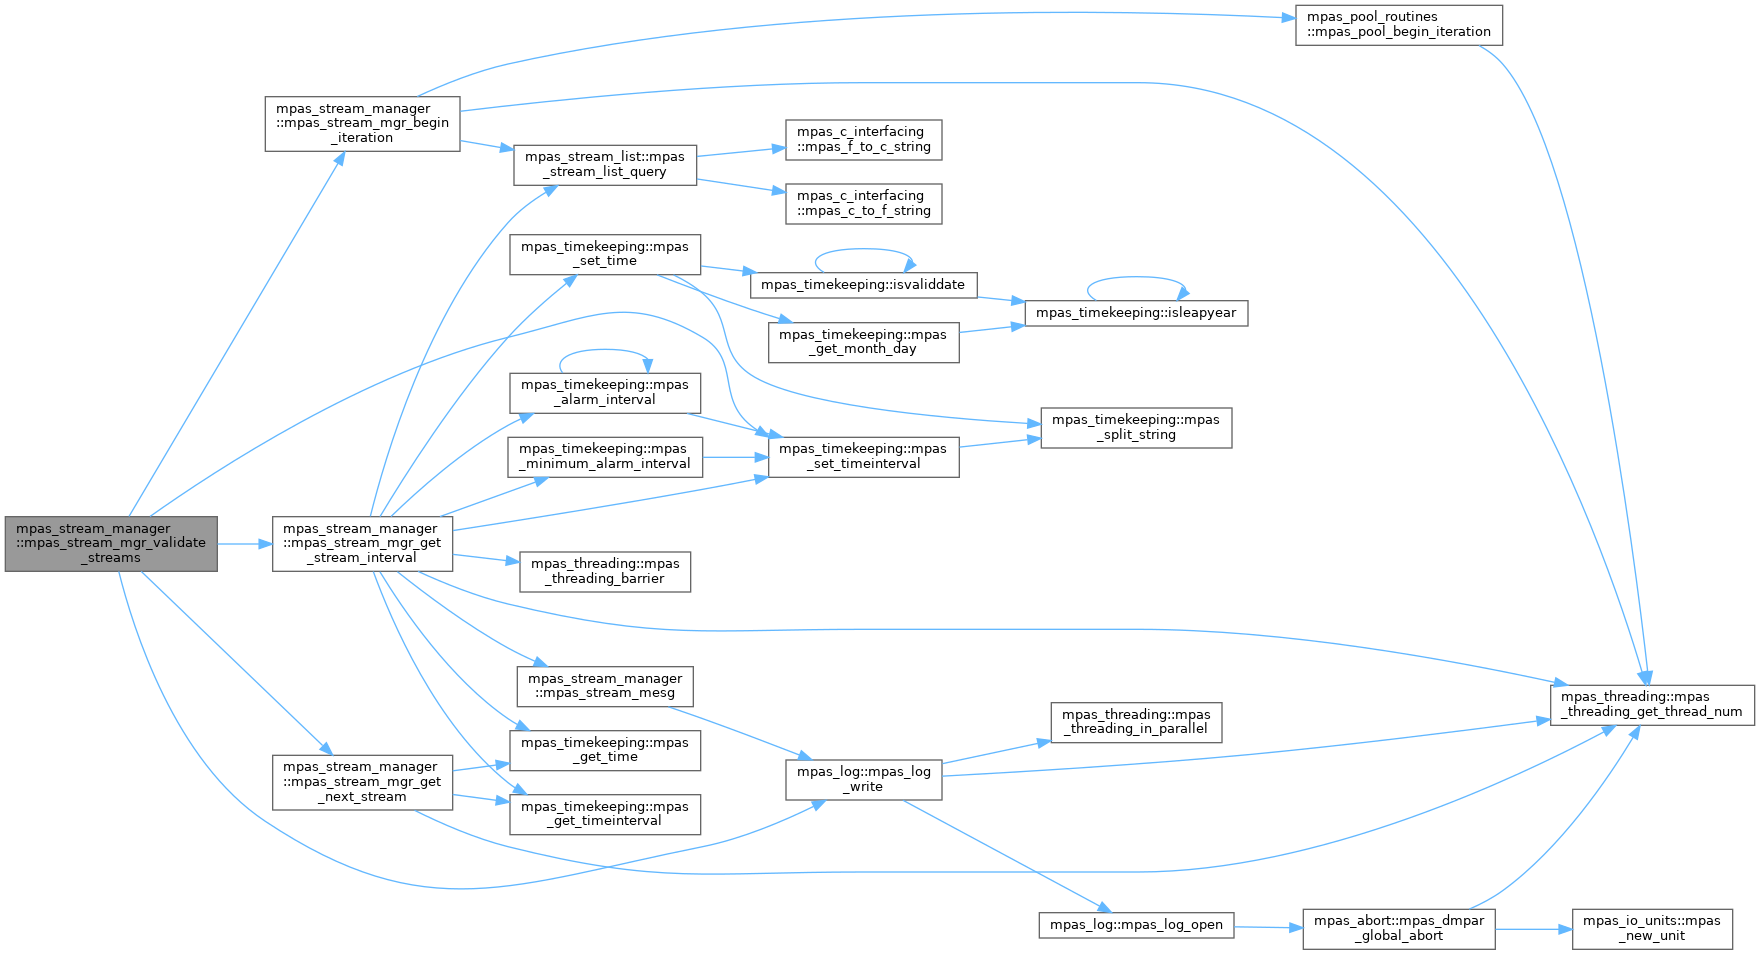 mpas_pool_routines
::mpas_pool_begin_iteration
mpas_stream_manager
::mpas_stream_mgr_begin
_iteration
mpas_c_interfacing
::mpas_f_to_c_string
mpas_stream_list::mpas
_stream_list_query
mpas_c_interfacing
::mpas_c_to_f_string
mpas_timekeeping::mpas
_set_time
mpas_timekeeping::isvaliddate
mpas_timekeeping::isleapyear
mpas_timekeeping::mpas
_get_month_day
mpas_timekeeping::mpas
_alarm_interval
mpas_timekeeping::mpas
_split_string
mpas_timekeeping::mpas
_minimum_alarm_interval
mpas_timekeeping::mpas
_set_timeinterval
mpas_stream_manager
::mpas_stream_mgr_validate
_streams
mpas_stream_manager
::mpas_stream_mgr_get
_stream_interval
mpas_threading::mpas
_threading_barrier
mpas_stream_manager
::mpas_stream_mesg
mpas_threading::mpas
_threading_get_thread_num
mpas_threading::mpas
_threading_in_parallel
mpas_timekeeping::mpas
_get_time
mpas_stream_manager
::mpas_stream_mgr_get
_next_stream
mpas_log::mpas_log
_write
mpas_timekeeping::mpas
_get_timeinterval
mpas_log::mpas_log_open
mpas_abort::mpas_dmpar
_global_abort
mpas_io_units::mpas
_new_unit